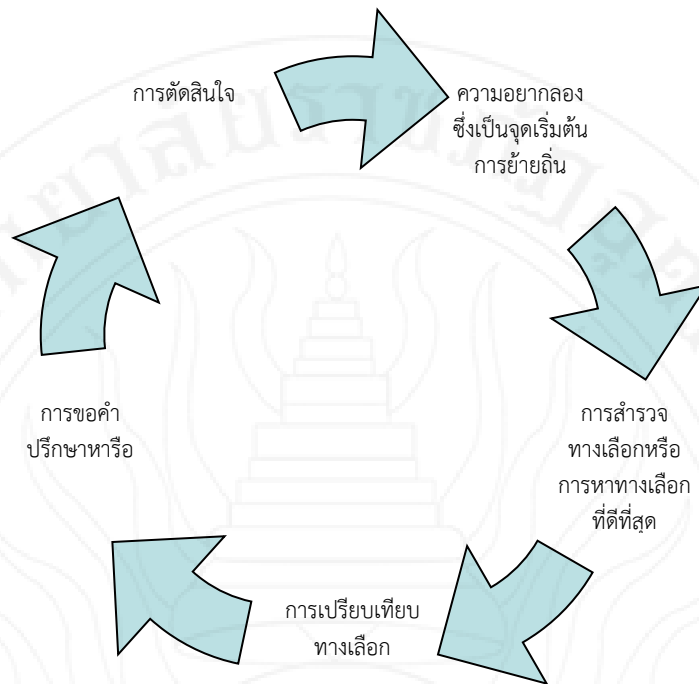 การตัดสินใจ
ความอยากลอง
ซึ่งเป็นจุดเริ่มต้น
การย้ายถิ่น
การสำรวจ
ทางเลือกหรือ
การหาทางเลือก
ที่ดีที่สุด
การเปรียบเทียบ
ทางเลือก
การขอคำ
ปรึกษาหารือ